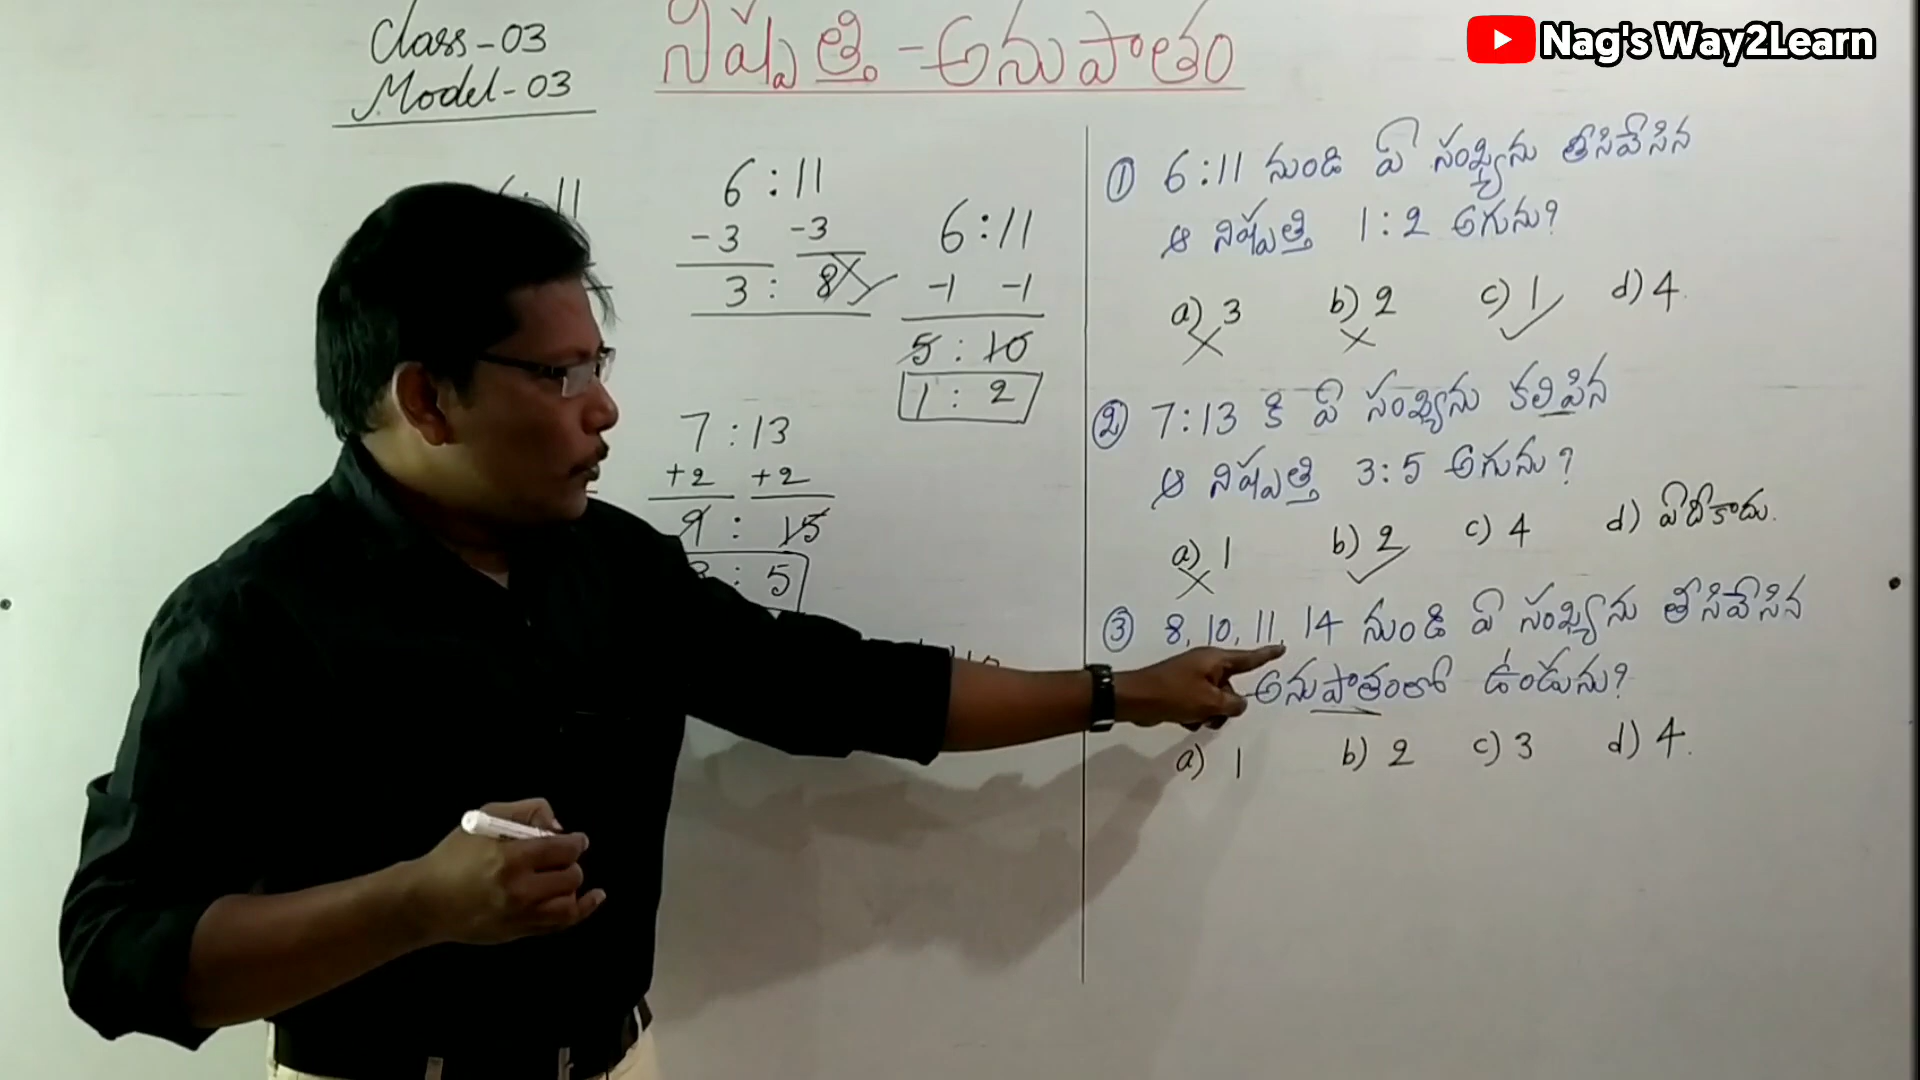 Class-03
Model-03
నిష్పత్తి - అనుపాతం
Nag's Way2Learn
6 : 11
-3 -3
3 : 8
6 : 11
-1 -1
5 : 10
1 : 2
7 : 13
+2 +2
9 : 15
: 5
① 6:11 నుండి ఏ సంఖ్యను తీసివేసిన
ఆ నిష్పత్తి 1:2 అగును?
a) 3 b) 2 c) 1 d) 4
② 7:13 కి ఏ సంఖ్యను కలిపిన
ఆ నిష్పత్తి 3:5 అగును?
a) 1 b) 2 c) 4 d) ఏదీకాదు.
③ 8, 10, 11, 14 నుండి ఏ సంఖ్యను తీసివేసిన
అనుపాతంలో ఉండును?
a) 1 b) 2 c) 3 d) 4.